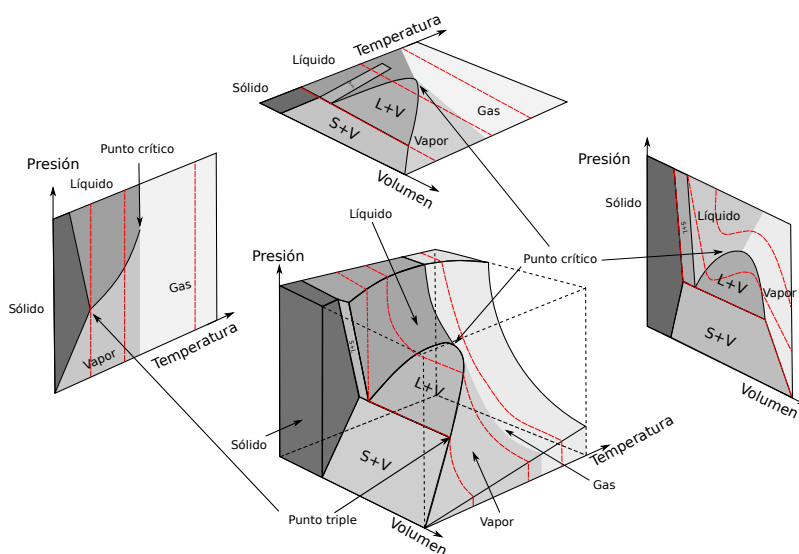 Temperatura
Líquido
Sólido
L+V
Gas
S+V
Vapor
Volumen
Punto crítico
Presión
Líquido
Sólido
Gas
Vapor
Temperatura
Punto triple
Presión
Líquido
Punto crítico
S+L
L+V
Sólido
S+V
Volumen
Vapor
Gas
Temperatura
Presión
Sólido
S+L
Líquido
L+V
Vapor
S+V
Volumen